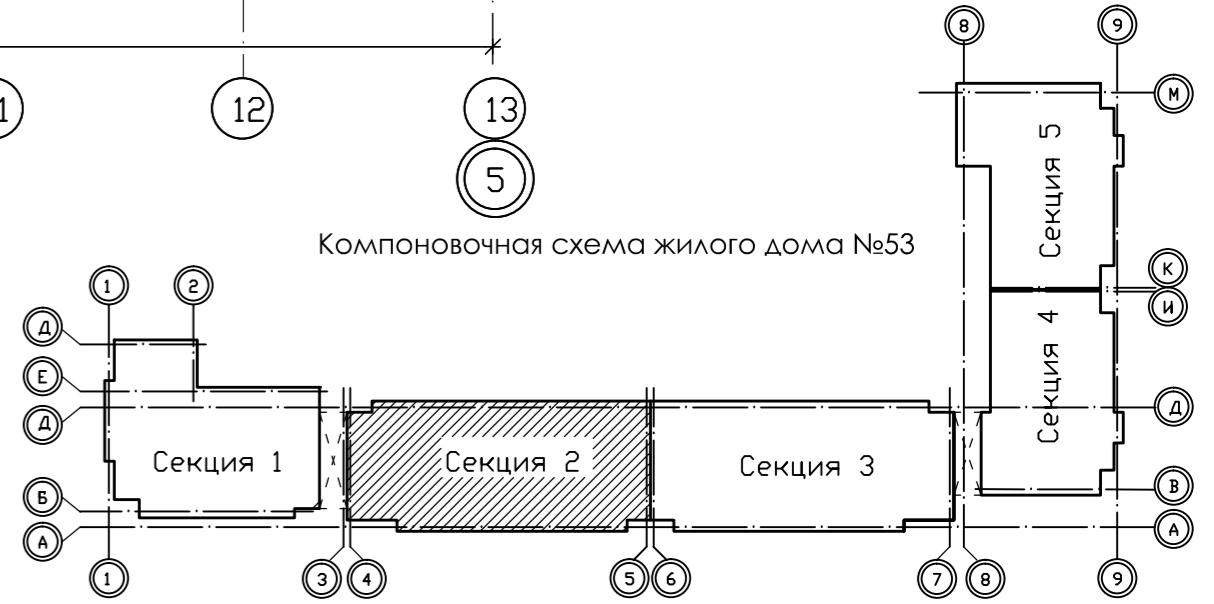 8 9
1 12 13
М
5
Секция 5
Компоновочная схема жилого дома №53
К
1 2
И
Д
Секция 4
Е
Д Д
Секция 1 Секция 2 Секция 3
Б В
А А
1 3 4 5 6 7 8 9